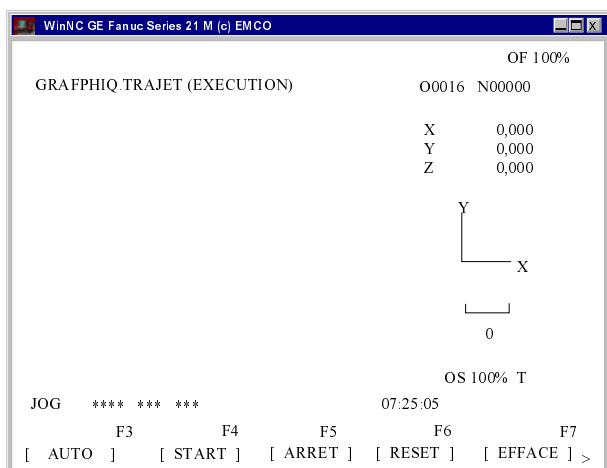 WinNC GE Fanuc Series 21 M (c) EMCO
OF 100%
GRAFPHIQ.TRAJET (EXECUTION) O0016 N00000
X 0,000
Y 0,000
Z 0,000
Y
X
0
OS 100% T
JOG **** *** *** 07:25:05
F3 F4 F5 F6 F7
[ AUTO ] [ START ] [ ARRET ] [ RESET ] [ EFFACE ] >